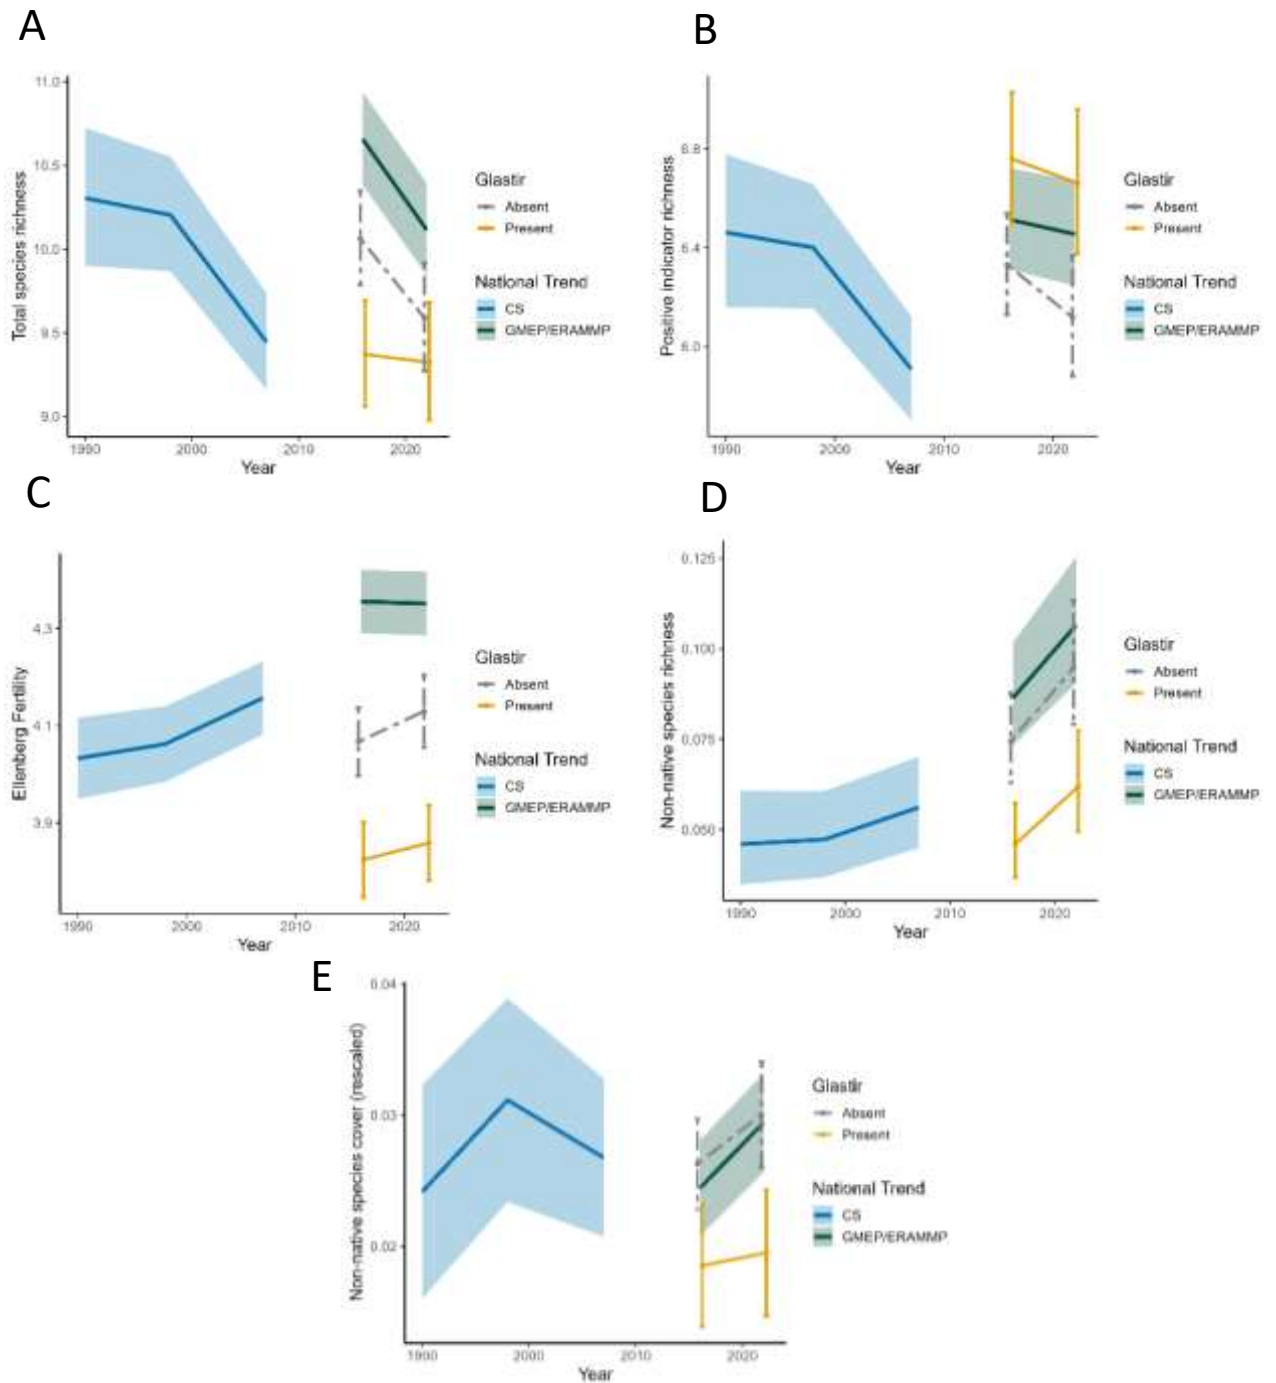 A
11.0
10.5
10.0
9.5
9.0
Total species richness
1990 2000 2010 2020
Year
Glastir
Absent
Present
National Trend
CS
GMEP/ERAMMP
B
6.8
6.4
6.0
Positive indicator richness
1990 2000 2010 2020
Year
Glastir
Absent
Present
National Trend
CS
GMEP/ERAMMP
C
4.3
4.1
3.9
Ellenberg Fertility
1990 2000 2010 2020
Year
Glastir
Absent
Present
National Trend
CS
GMEP/ERAMMP
D
0.125
0.100
0.075
0.050
Non-native species richness
1990 2000 2010 2020
Year
Glastir
Absent
Present
National Trend
CS
GMEP/ERAMMP
E
0.04
0.03
0.02
Non-native species cover (rescaled)
1990 2000 2010 2020
Year
Glastir
Absent
Present
National Trend
CS
GMEP/ERAMMP